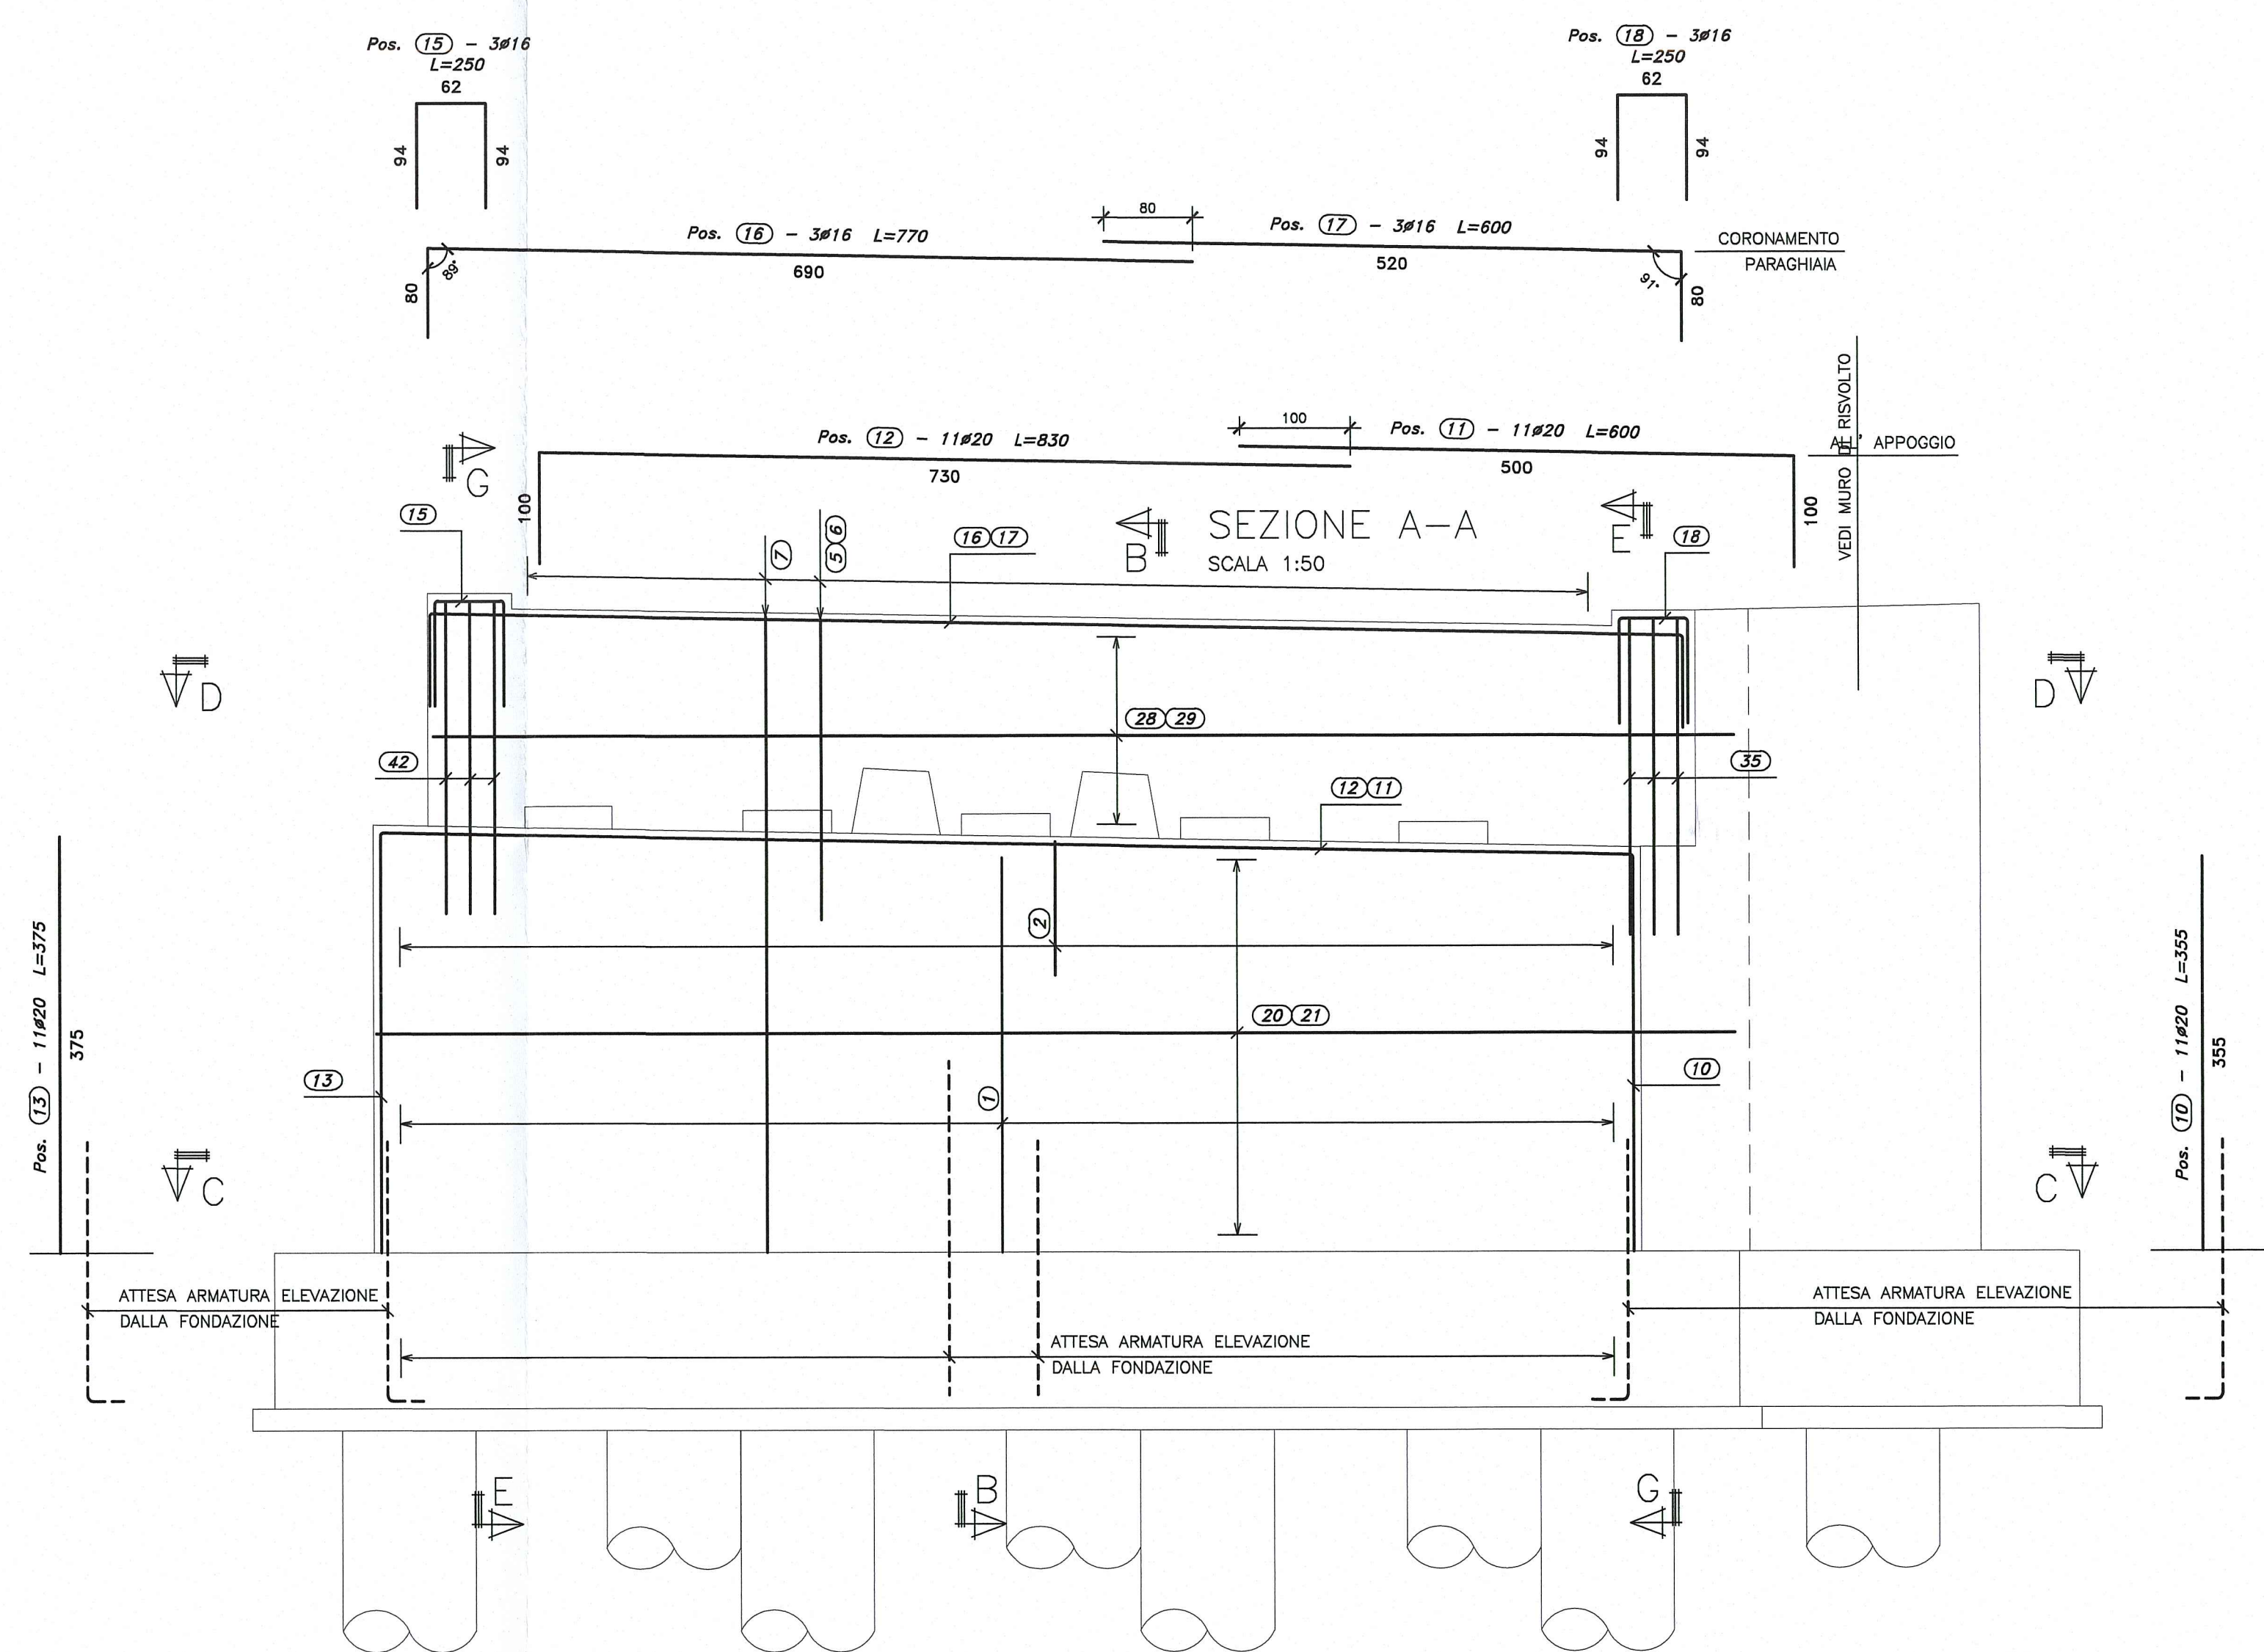 Pos. 15 - 3ø16
L=250
62
94
94
Pos. 18 - 3ø16
L=250
62
94
94
Pos. 16 - 3ø16 L=770
690
80
89°
80
Pos. 17 - 3ø16 L=600
520
91°
80
CORONAMENTO
PARAGHIAIA
Pos. 12 - 11ø20 L=830
730
100
100
Pos. 11 - 11ø20 L=600
500
100
ALL' APPOGGIO
VEDI MURO DI RISVOLTO
G
B
SEZIONE A-A
SCALA 1:50
E
15
7
5 6
16 17
18
D
D
28 29
42
35
12 11
2
20 21
13
1
10
Pos. 13 - 11ø20 L=375
375
Pos. 10 - 11ø20 L=355
355
C
C
ATTESA ARMATURA ELEVAZIONE
DALLA FONDAZIONE
ATTESA ARMATURA ELEVAZIONE
DALLA FONDAZIONE
ATTESA ARMATURA ELEVAZIONE
DALLA FONDAZIONE
E
B
G